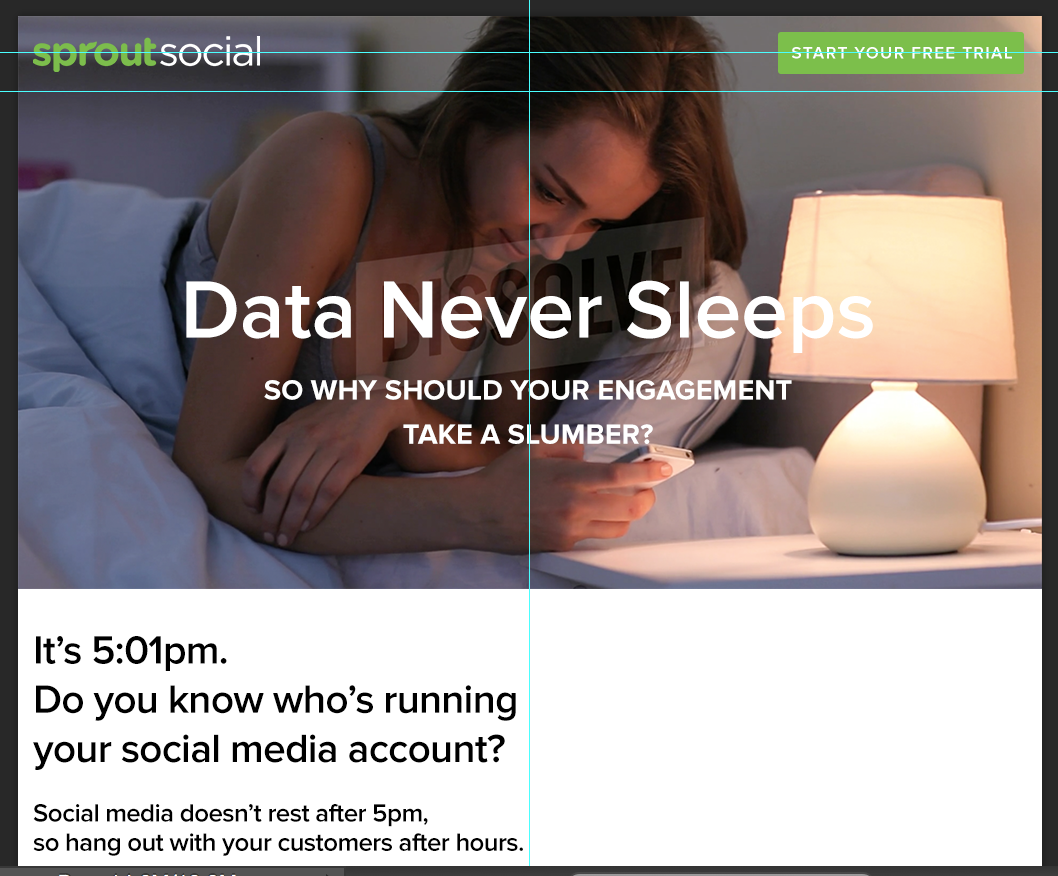 sproutsocial
START YOUR FREE TRIAL
DISSOLVE
Data Never Sleeps
SO WHY SHOULD YOUR ENGAGEMENT
TAKE A SLUMBER?
It’s 5:01pm.
Do you know who’s running
your social media account?
Social media doesn’t rest after 5pm,
so hang out with your customers after hours.